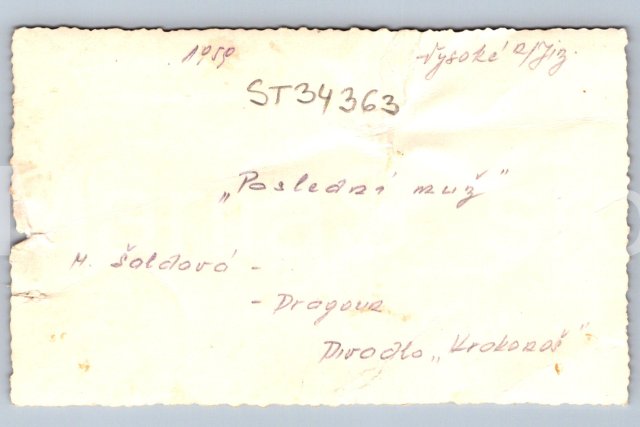 1959 Vysoké n/Jiz.
ST34363
„Poslední muž"
M. Šoldová -
- Dragoun
Divadlo „Krakonoš"